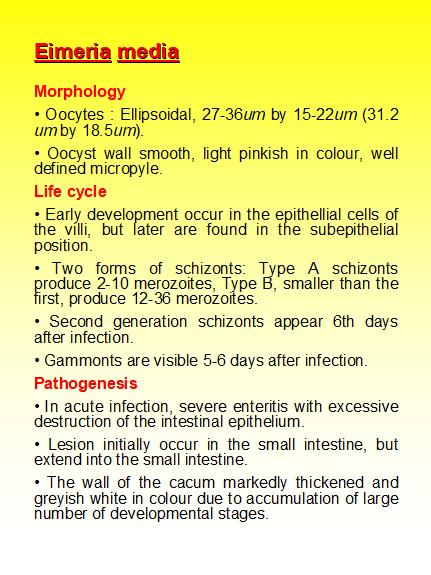 Eimeria media
Morphology
• Oocytes : Ellipsoidal, 27-36um by 15-22um (31.2
um by 18.5um).
• Oocyst wall smooth, light pinkish in colour, well
defined micropyle.
Life cycle
• Early development occur in the epithellial cells of
the villi, but later are found in the subepithelial
position.
• Two forms of schizonts: Type A schizonts
produce 2-10 merozoites, Type B, smaller than the
first, produce 12-36 merozoites.
• Second generation schizonts appear 6th days
after infection.
• Gammonts are visible 5-6 days after infection.
Pathogenesis
• In acute infection, severe enteritis with excessive
destruction of the intestinal epithelium.
• Lesion initially occur in the small intestine, but
extend into the small intestine.
• The wall of the cacum markedly thickened and
greyish white in colour due to accumulation of large
number of developmental stages.